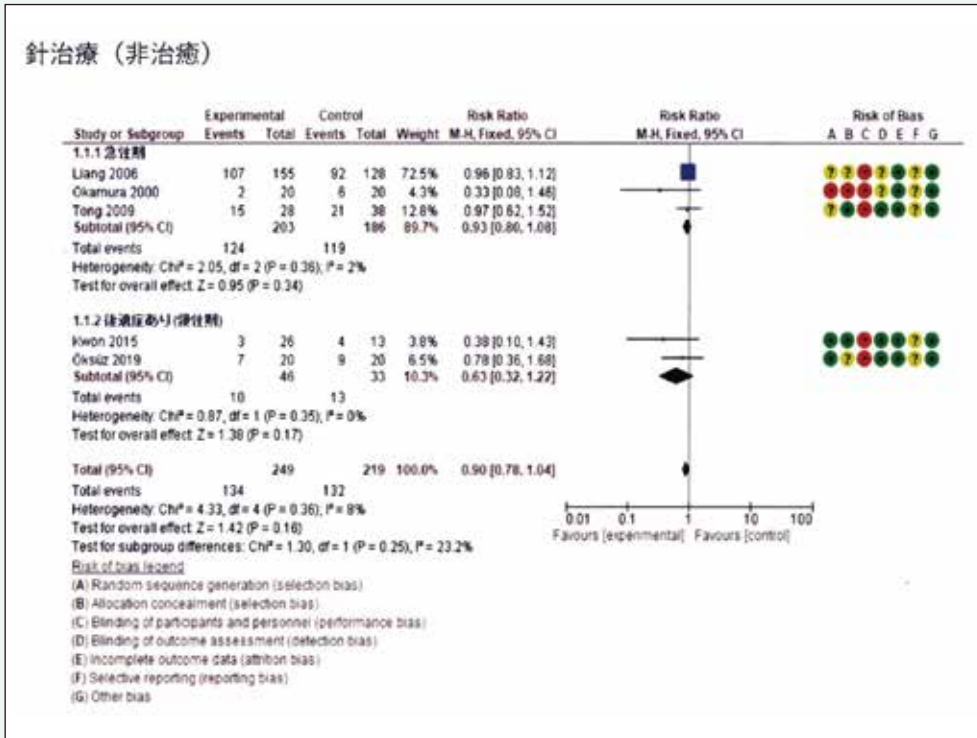 針治療（非治癒）
Experimental Control Risk Ratio Risk Ratio Risk of Bias
Study or Subgroup Events Total Events Total Weight M-H, Fixed, 95% CI M-H, Fixed, 95% CI A B C D E F G
1.1.1 急性期
Liang 2006 107 155 92 128 72.5% 0.96 [0.83, 1.12] ? ? ? ?
Okamura 2000 2 20 6 20 4.3% 0.33 [0.08, 1.46] ? ?
Tong 2009 15 28 21 38 12.8% 0.97 [0.62, 1.52] ? ?
Subtotal (95% CI) 203 186 89.7% 0.93 [0.80, 1.08]
Total events 124 119
Heterogeneity: Chi² = 2.05, df = 2 (P = 0.36); I² = 2%
Test for overall effect: Z = 0.95 (P = 0.34)
1.1.2 後遺症あり(慢性期)
Kwon 2015 3 26 4 13 3.8% 0.38 [0.10, 1.43] ?
Öksüz 2019 7 20 9 20 6.5% 0.78 [0.36, 1.68] ? ?
Subtotal (95% CI) 46 33 10.3% 0.63 [0.32, 1.22]
Total events 10 13
Heterogeneity: Chi² = 0.87, df = 1 (P = 0.35); I² = 0%
Test for overall effect: Z = 1.38 (P = 0.17)
Total (95% CI) 249 219 100.0% 0.90 [0.78, 1.04]
Total events 134 132
Heterogeneity: Chi² = 4.33, df = 4 (P = 0.36); I² = 8%
Test for overall effect: Z = 1.42 (P = 0.16)
Test for subgroup differences: Chi² = 1.30, df = 1 (P = 0.25), I² = 23.2%
0.01 0.1 1 10 100
Favours [experimental] Favours [control]
Risk of bias legend
(A) Random sequence generation (selection bias)
(B) Allocation concealment (selection bias)
(C) Blinding of participants and personnel (performance bias)
(D) Blinding of outcome assessment (detection bias)
(E) Incomplete outcome data (attrition bias)
(F) Selective reporting (reporting bias)
(G) Other bias